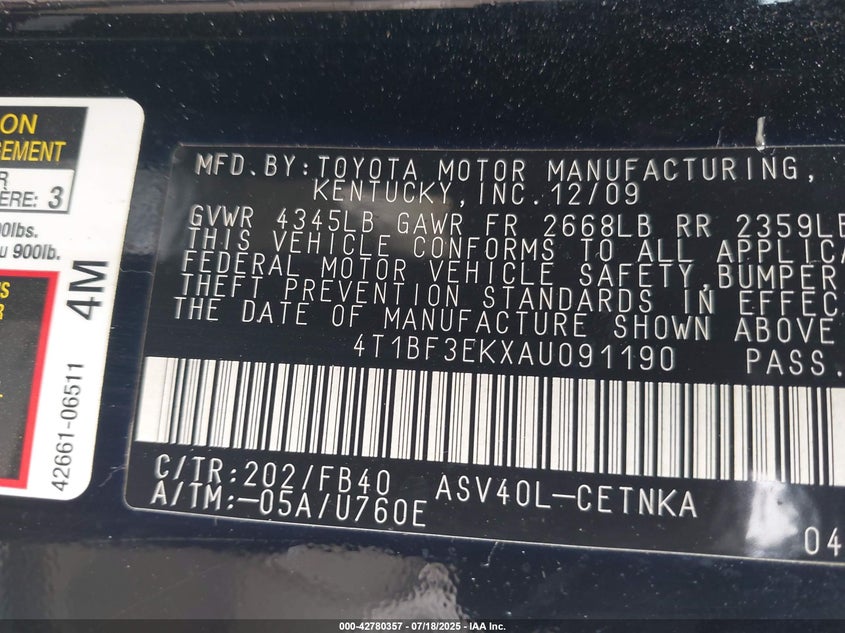 ON
GEMENT
R
ERE: 3
00lbs.
u 900lb.
S
R
42661-06511
4M
MFD.BY:TOYOTA MOTOR MANUFACTURING,
KENTUCKY,INC.12/09
GVWR 4345LB GAWR FR 2668LB RR 2359LB
THIS VEHICLE CONFORMS TO ALL APPLICA
FEDERAL MOTOR VEHICLE SAFETY,BUMPER
THEFT PREVENTION STANDARDS IN EFFEC
THE DATE OF MANUFACTURE SHOWN ABOVE
4T1BF3EKXAU091190 PASS.
C/TR:202/FB40 ASV40L-CETNKA
A/TM:-05A/U760E
04
000-42780357 - 07/18/2025 - IAA Inc.